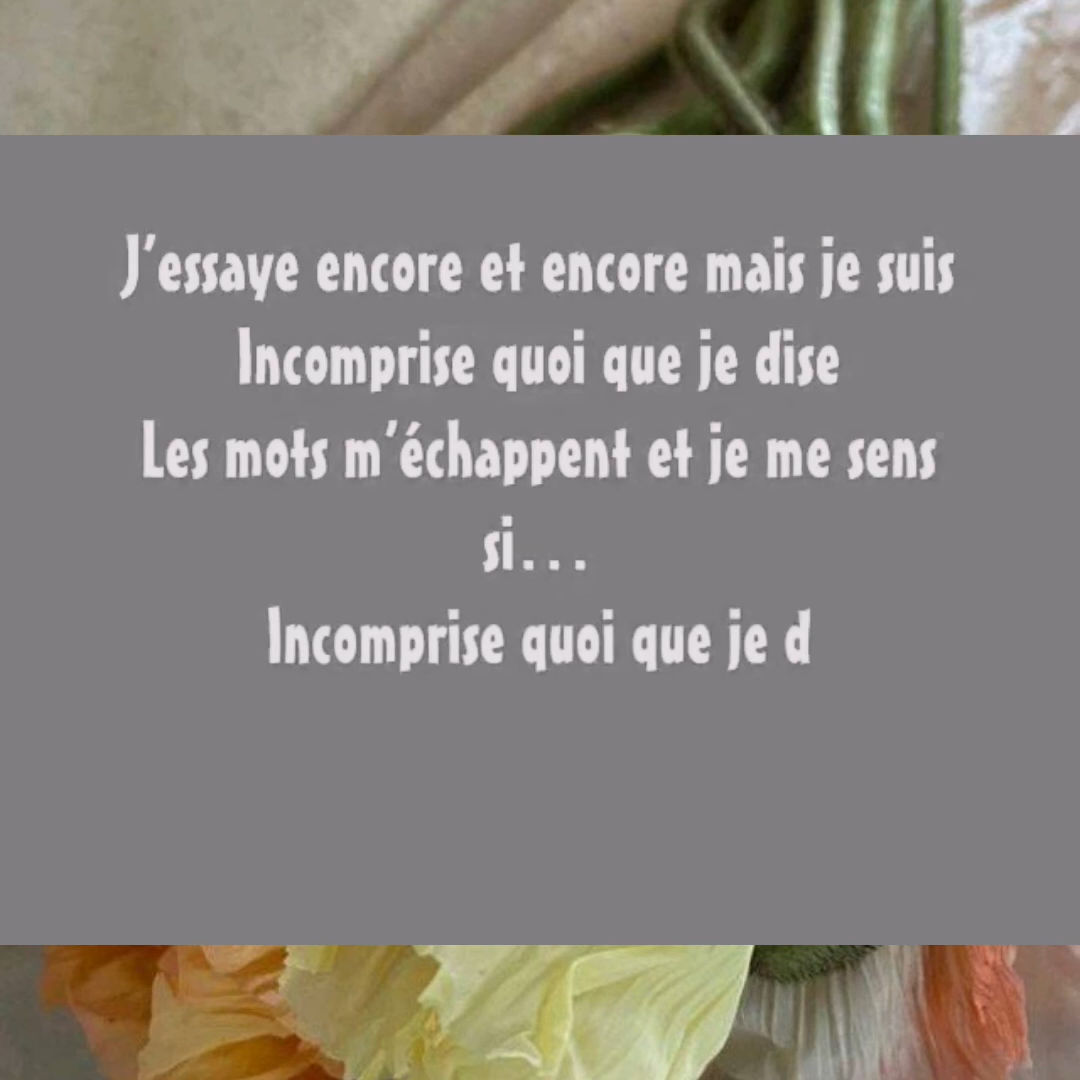 J'essaye encore et encore mais je suis
Incomprise quoi que je dise
Les mots m'échappent et je me sens
si...
Incomprise quoi que je d